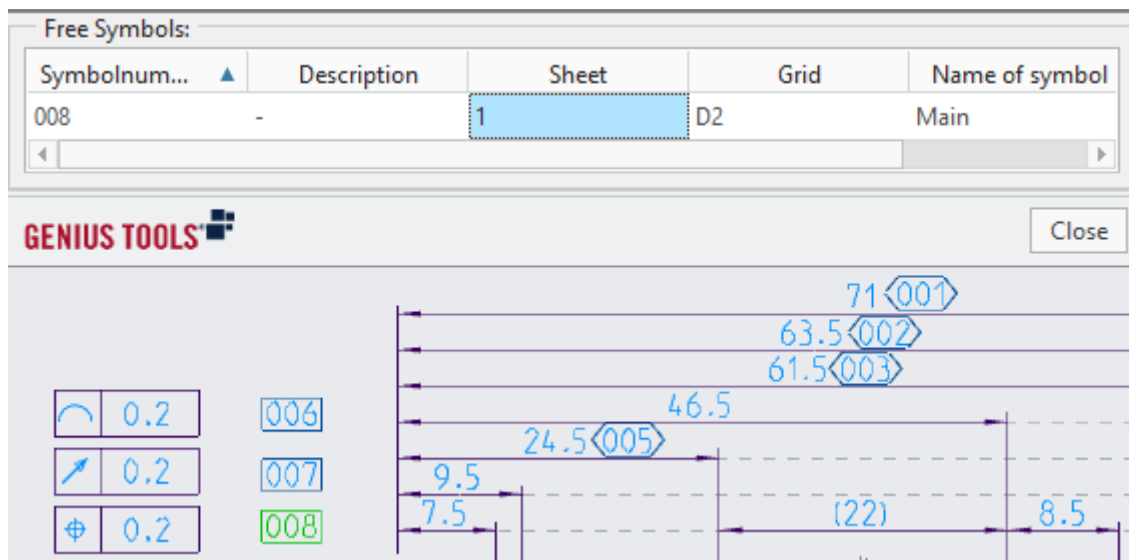 Free Symbols:
Symbolnum... Description Sheet Grid Name of symbol
008 - 1 D2 Main
GENIUS TOOLS
Close
71 001
63.5 002
61.5 003
0.2 006 46.5
24.5 005
0.2 007 9.5
0.2 008 7.5 (22) 8.5